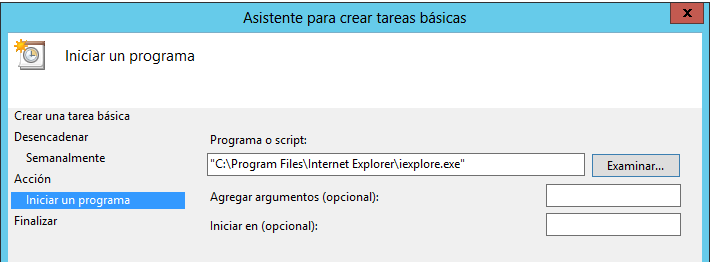 Asistente para crear tareas básicas
x
Iniciar un programa
Crear una tarea básica
Desencadenar
Semanalmente
Acción
Iniciar un programa
Finalizar
Programa o script:
"C:\Program Files\Internet Explorer\iexplore.exe"
Examinar...
Agregar argumentos (opcional):
Iniciar en (opcional):